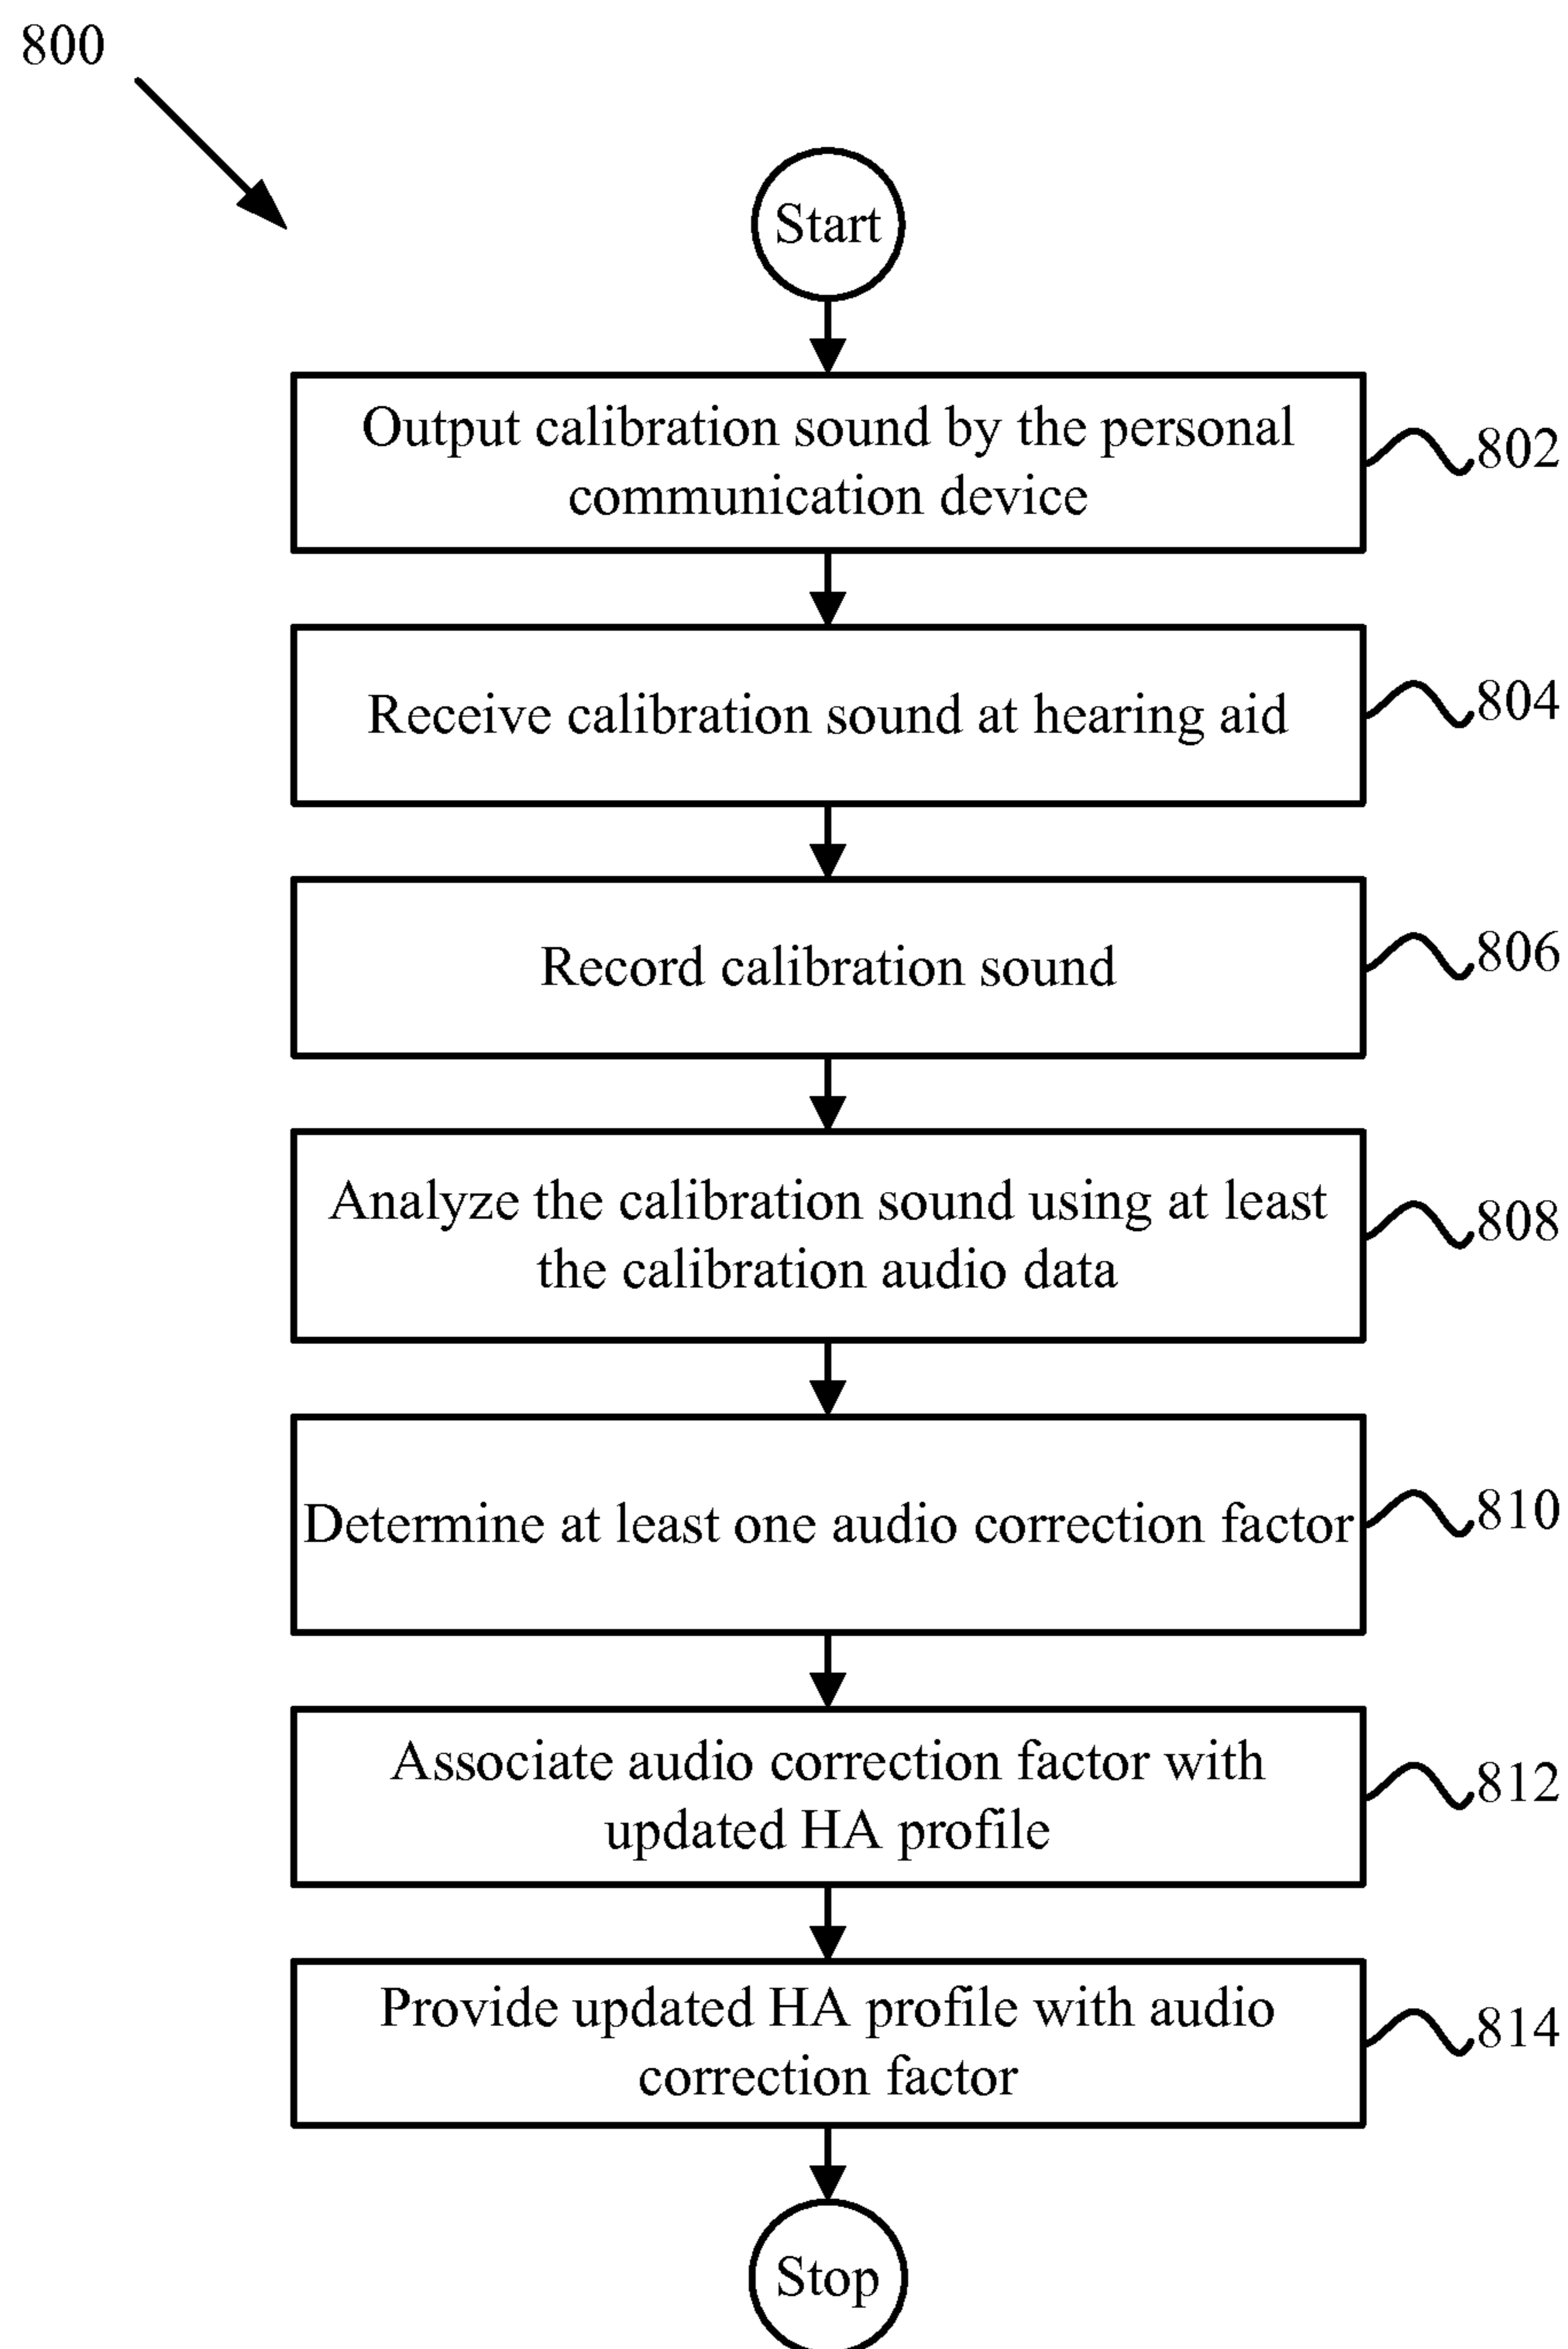 800
Start
Output calibration sound by the personal
communication device
802
Receive calibration sound at hearing aid
804
Record calibration sound
806
Analyze the calibration sound using at least
the calibration audio data
808
Determine at least one audio correction factor
810
Associate audio correction factor with
updated HA profile
812
Provide updated HA profile with audio
correction factor
814
Stop